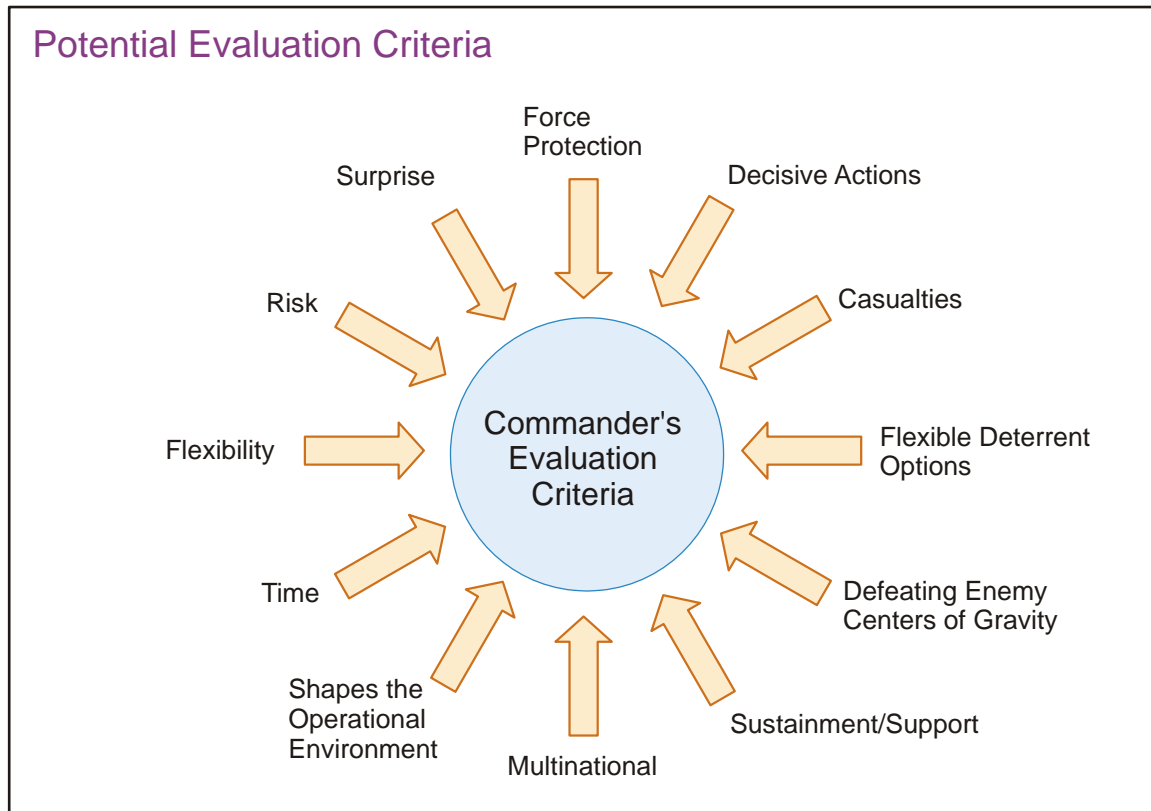 Potential Evaluation Criteria
Force
Protection
Surprise
Decisive Actions
Risk
Casualties
Commander's
Evaluation
Criteria
Flexibility
Flexible Deterrent
Options
Time
Defeating Enemy
Centers of Gravity
Shapes the
Operational
Environment
Sustainment/Support
Multinational